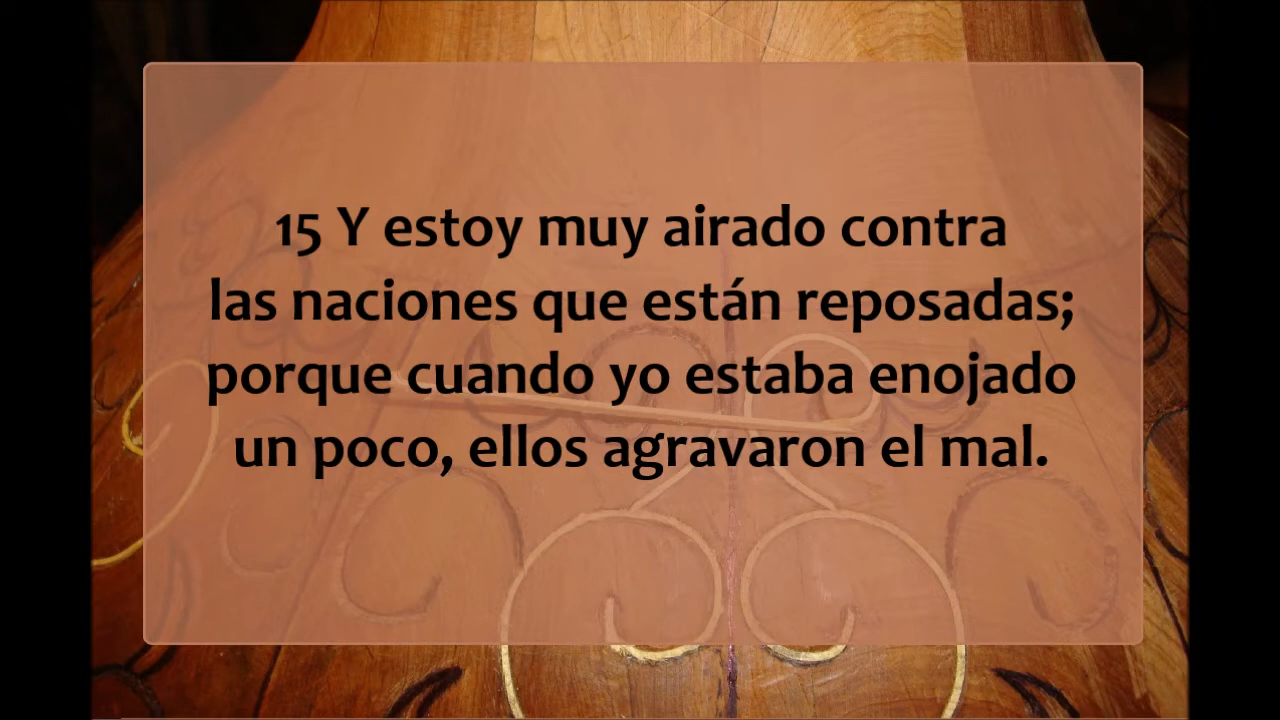 15 Y estoy muy airado contra
las naciones que están reposadas;
porque cuando yo estaba enojado
un poco, ellos agravaron el mal.